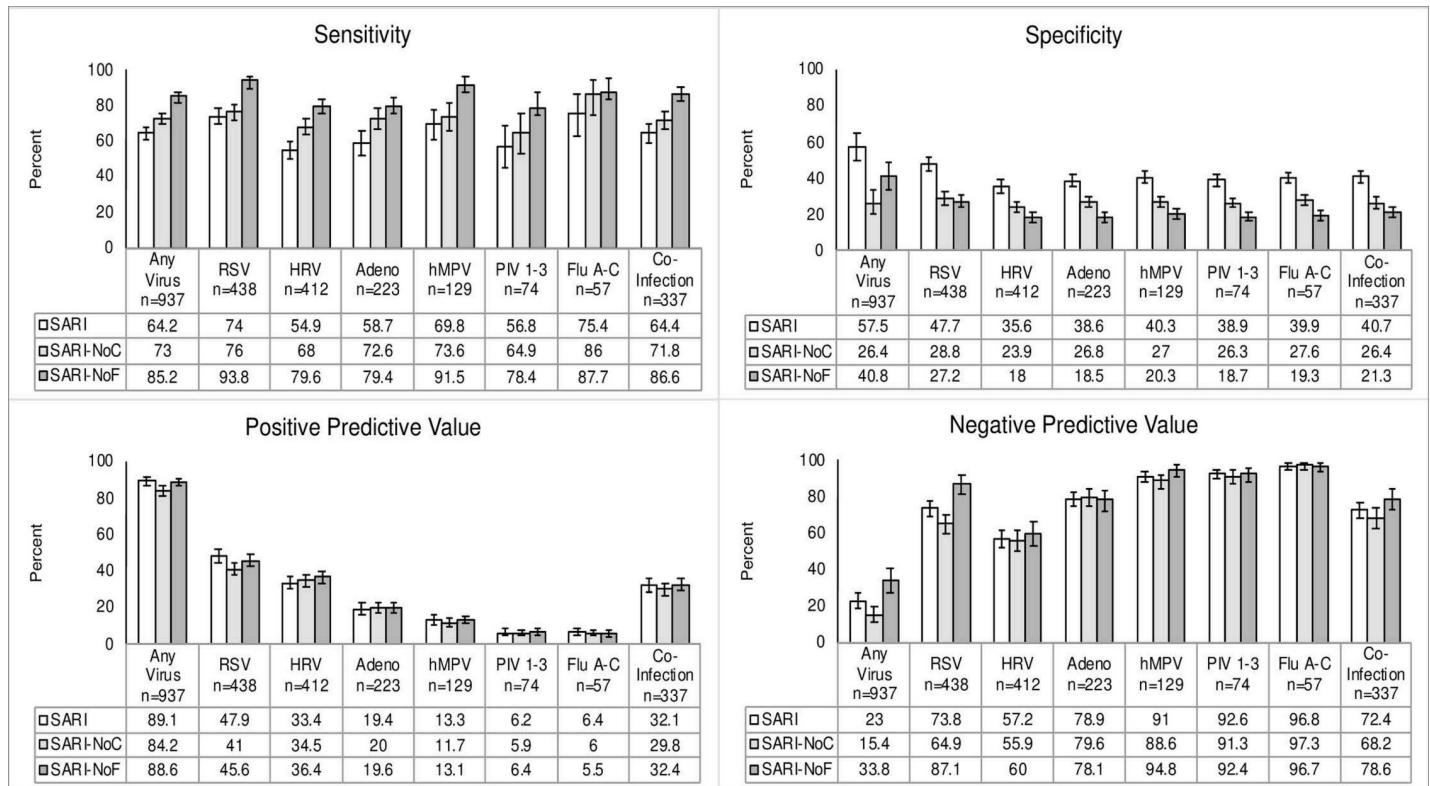 Sensitivity
Percent
100
80
60
40
20
0
Any Virus n=937 RSV n=438 HRV n=412 Adeno n=223 hMPV n=129 PIV 1-3 n=74 Flu A-C n=57 Co-Infection n=337
SARI 64.2 74 54.9 58.7 69.8 56.8 75.4 64.4
SARI-NoC 73 76 68 72.6 73.6 64.9 86 71.8
SARI-NoF 85.2 93.8 79.6 79.4 91.5 78.4 87.7 86.6
Specificity
Percent
100
80
60
40
20
0
Any Virus n=937 RSV n=438 HRV n=412 Adeno n=223 hMPV n=129 PIV 1-3 n=74 Flu A-C n=57 Co-Infection n=337
SARI 57.5 47.7 35.6 38.6 40.3 38.9 39.9 40.7
SARI-NoC 26.4 28.8 23.9 26.8 27 26.3 27.6 26.4
SARI-NoF 40.8 27.2 18 18.5 20.3 18.7 19.3 21.3
Positive Predictive Value
Percent
100
80
60
40
20
0
Any Virus n=937 RSV n=438 HRV n=412 Adeno n=223 hMPV n=129 PIV 1-3 n=74 Flu A-C n=57 Co-Infection n=337
SARI 89.1 47.9 33.4 19.4 13.3 6.2 6.4 32.1
SARI-NoC 84.2 41 34.5 20 11.7 5.9 6 29.8
SARI-NoF 88.6 45.6 36.4 19.6 13.1 6.4 5.5 32.4
Negative Predictive Value
Percent
100
80
60
40
20
0
Any Virus n=937 RSV n=438 HRV n=412 Adeno n=223 hMPV n=129 PIV 1-3 n=74 Flu A-C n=57 Co-Infection n=337
SARI 23 73.8 57.2 78.9 91 92.6 96.8 72.4
SARI-NoC 15.4 64.9 55.9 79.6 88.6 91.3 97.3 68.2
SARI-NoF 33.8 87.1 60 78.1 94.8 92.4 96.7 78.6